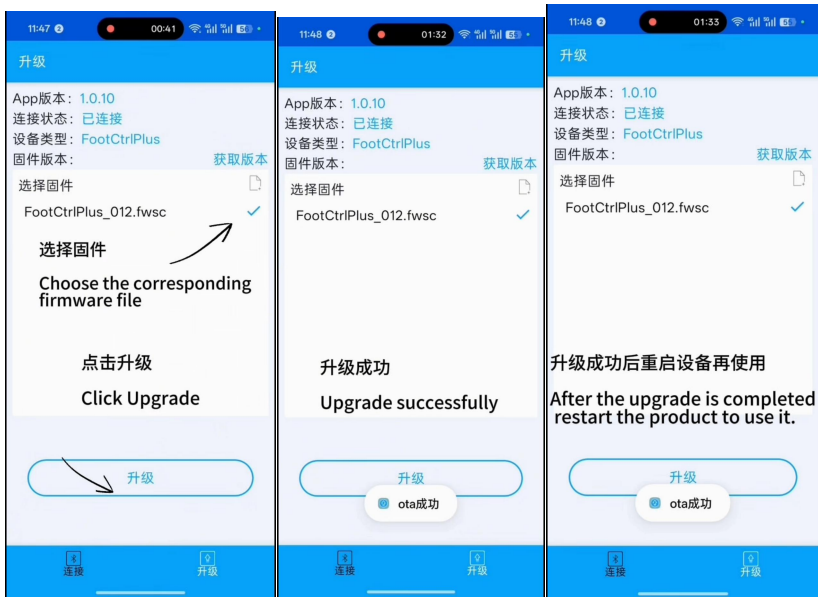 11:47 2
00:41
5G 5G 50
升级
App版本： 1.0.10
连接状态： 已连接
设备类型： FootCtrlPlus
固件版本：
获取版本
选择固件
FootCtrlPlus_012.fwsc
选择固件
Choose the corresponding
firmware file
点击升级
Click Upgrade
升级
连接
升级
11:48 2
01:32
升级
App版本： 1.0.10
连接状态： 已连接
设备类型： FootCtrlPlus
固件版本：
获取版本
选择固件
FootCtrlPlus_012.fwsc
升级成功
Upgrade successfully
升级
ota成功
连接
升级
11:48 2
01:33
升级
App版本： 1.0.10
连接状态： 已连接
设备类型： FootCtrlPlus
固件版本：
获取版本
选择固件
FootCtrlPlus_012.fwsc
升级成功后重启设备再使用
After the upgrade is completed
restart the product to use it.
升级
ota成功
连接
升级